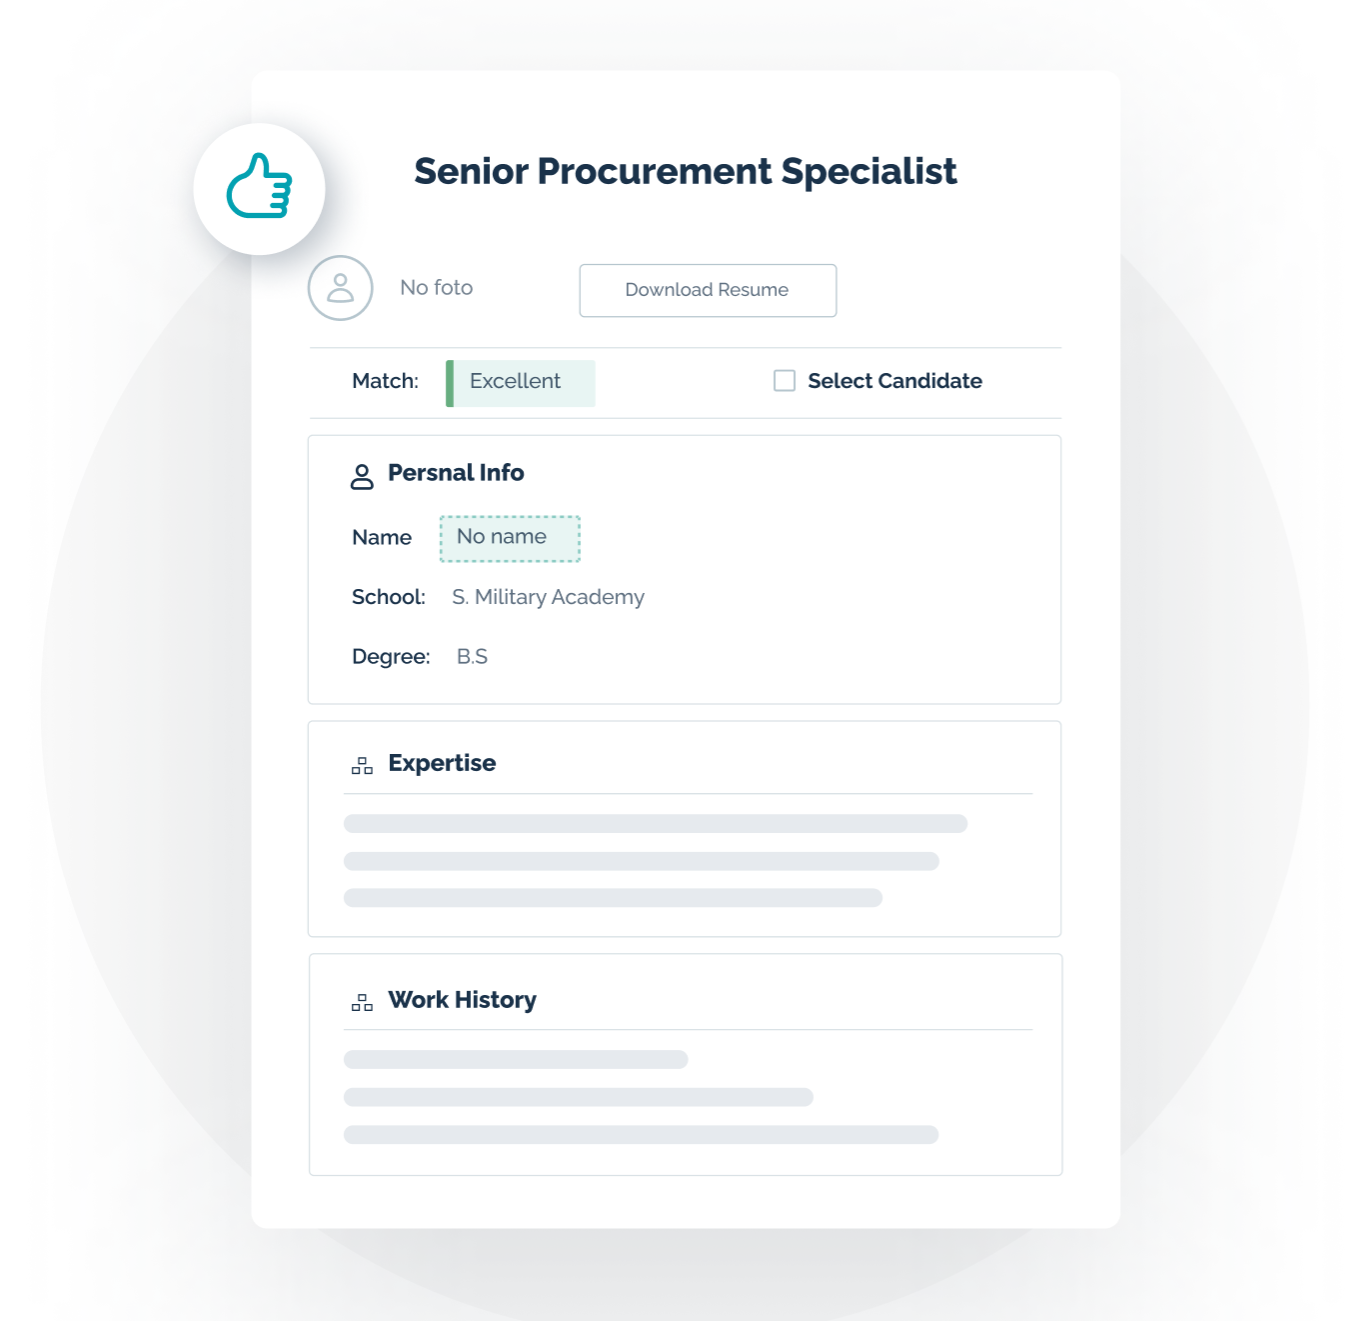 Senior Procurement Specialist
No foto
Download Resume
Match: Excellent
Select Candidate
Persnal Info
Name No name
School: S. Military Academy
Degree: B.S
Expertise
Work History